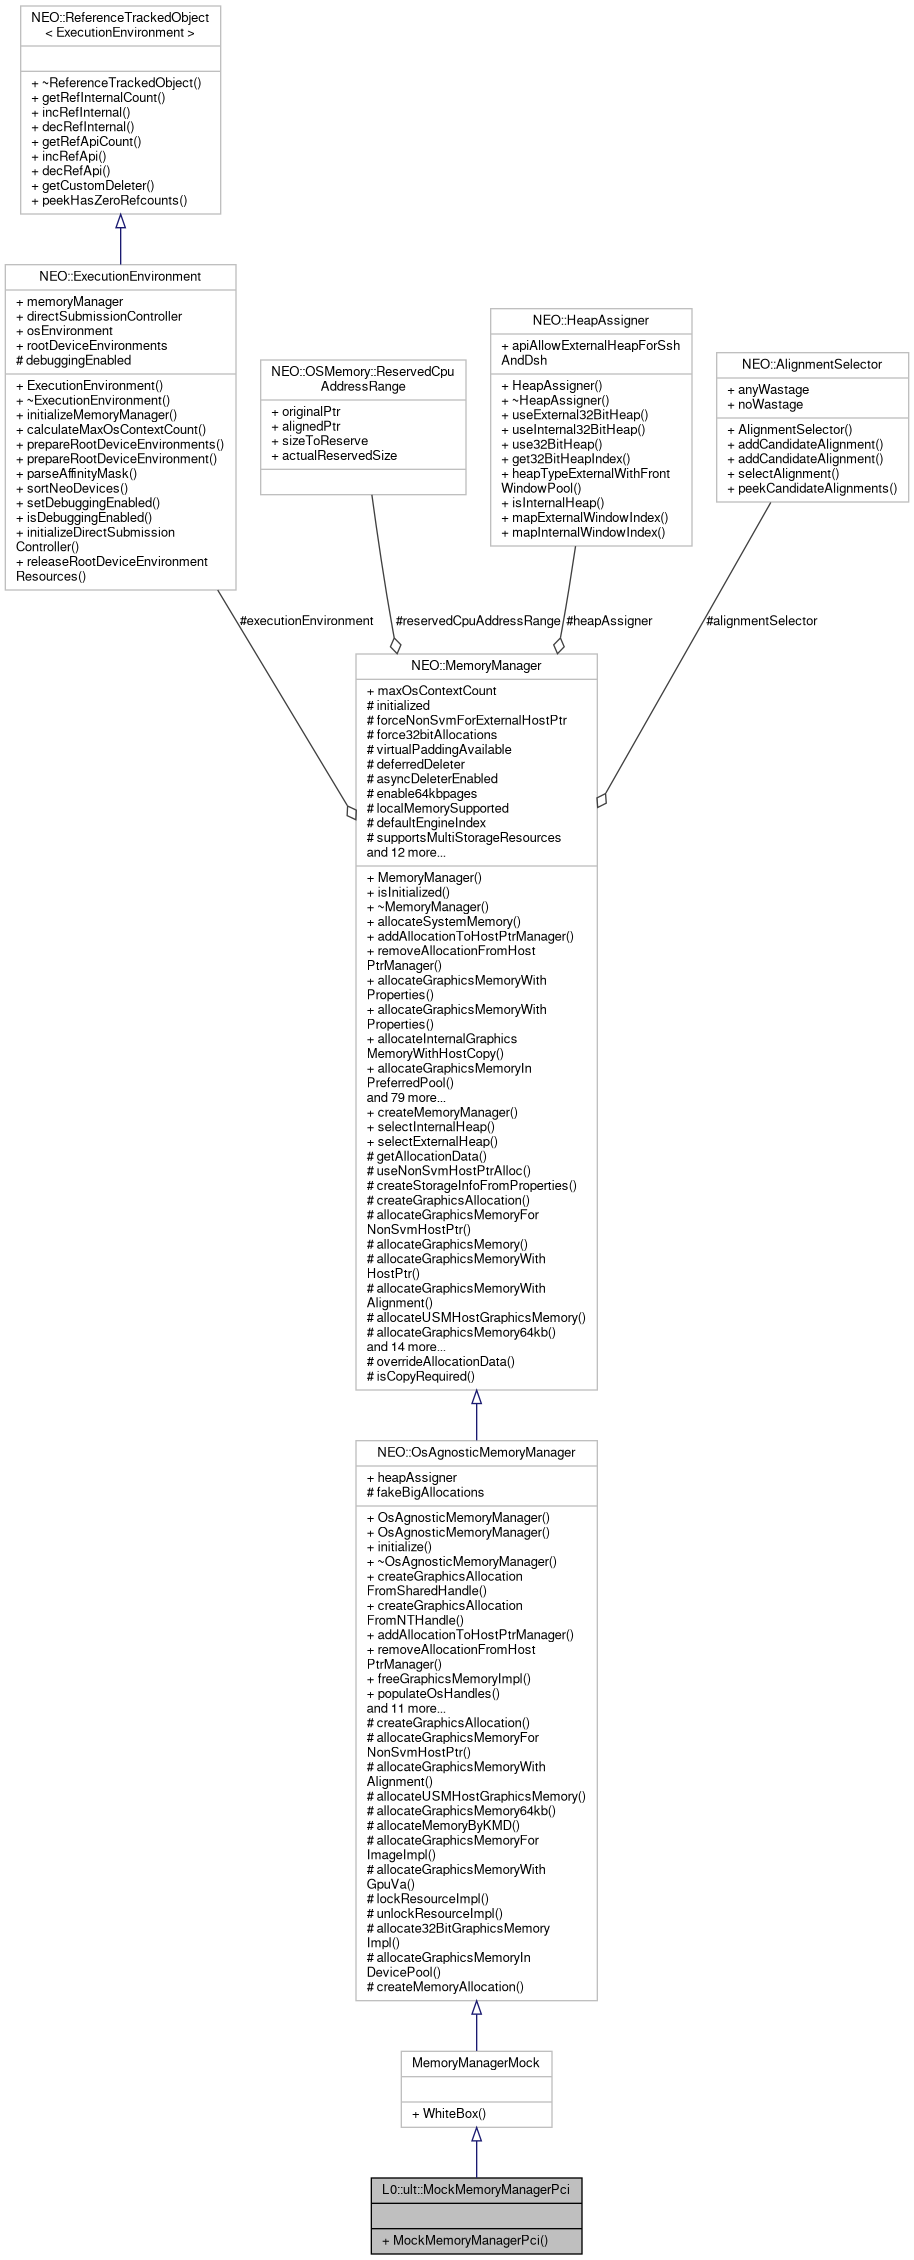 NEO::ReferenceTrackedObject
< ExecutionEnvironment >
+ ~ReferenceTrackedObject()
+ getRefInternalCount()
+ incRefInternal()
+ decRefInternal()
+ getRefApiCount()
+ incRefApi()
+ decRefApi()
+ getCustomDeleter()
+ peekHasZeroRefcounts()
NEO::ExecutionEnvironment
+ memoryManager
+ directSubmissionController
+ osEnvironment
+ rootDeviceEnvironments
# debuggingEnabled
+ ExecutionEnvironment()
+ ~ExecutionEnvironment()
+ initializeMemoryManager()
+ calculateMaxOsContextCount()
+ prepareRootDeviceEnvironments()
+ prepareRootDeviceEnvironment()
+ parseAffinityMask()
+ sortNeoDevices()
+ setDebuggingEnabled()
+ isDebuggingEnabled()
+ initializeDirectSubmission
Controller()
+ releaseRootDeviceEnvironment
Resources()
NEO::OSMemory::ReservedCpu
AddressRange
+ originalPtr
+ alignedPtr
+ sizeToReserve
+ actualReservedSize
NEO::HeapAssigner
+ apiAllowExternalHeapForSsh
AndDsh
+ HeapAssigner()
+ ~HeapAssigner()
+ useExternal32BitHeap()
+ useInternal32BitHeap()
+ use32BitHeap()
+ get32BitHeapIndex()
+ heapTypeExternalWithFront
WindowPool()
+ isInternalHeap()
+ mapExternalWindowIndex()
+ mapInternalWindowIndex()
NEO::AlignmentSelector
+ anyWastage
+ noWastage
+ AlignmentSelector()
+ addCandidateAlignment()
+ addCandidateAlignment()
+ selectAlignment()
+ peekCandidateAlignments()
#executionEnvironment
#reservedCpuAddressRange
#heapAssigner
#alignmentSelector
NEO::MemoryManager
+ maxOsContextCount
# initialized
# forceNonSvmForExternalHostPtr
# force32bitAllocations
# virtualPaddingAvailable
# deferredDeleter
# asyncDeleterEnabled
# enable64kbpages
# localMemorySupported
# defaultEngineIndex
# supportsMultiStorageResources
and 12 more...
+ MemoryManager()
+ isInitialized()
+ ~MemoryManager()
+ allocateSystemMemory()
+ addAllocationToHostPtrManager()
+ removeAllocationFromHost
PtrManager()
+ allocateGraphicsMemoryWith
Properties()
+ allocateGraphicsMemoryWith
Properties()
+ allocateInternalGraphics
MemoryWithHostCopy()
+ allocateGraphicsMemoryIn
PreferredPool()
and 79 more...
+ createMemoryManager()
+ selectInternalHeap()
+ selectExternalHeap()
# getAllocationData()
# useNonSvmHostPtrAlloc()
# createStorageInfoFromProperties()
# createGraphicsAllocation()
# allocateGraphicsMemoryFor
NonSvmHostPtr()
# allocateGraphicsMemory()
# allocateGraphicsMemoryWith
HostPtr()
# allocateGraphicsMemoryWith
Alignment()
# allocateUSMHostGraphicsMemory()
# allocateGraphicsMemory64kb()
and 14 more...
# overrideAllocationData()
# isCopyRequired()
NEO::OsAgnosticMemoryManager
+ heapAssigner
# fakeBigAllocations
+ OsAgnosticMemoryManager()
+ OsAgnosticMemoryManager()
+ initialize()
+ ~OsAgnosticMemoryManager()
+ createGraphicsAllocation
FromSharedHandle()
+ createGraphicsAllocation
FromNTHandle()
+ addAllocationToHostPtrManager()
+ removeAllocationFromHost
PtrManager()
+ freeGraphicsMemoryImpl()
+ populateOsHandles()
and 11 more...
# createGraphicsAllocation()
# allocateGraphicsMemoryFor
NonSvmHostPtr()
# allocateGraphicsMemoryWith
Alignment()
# allocateUSMHostGraphicsMemory()
# allocateGraphicsMemory64kb()
# allocateMemoryByKMD()
# allocateGraphicsMemoryFor
ImageImpl()
# allocateGraphicsMemoryWith
GpuVa()
# lockResourceImpl()
# unlockResourceImpl()
# allocate32BitGraphicsMemory
Impl()
# allocateGraphicsMemoryIn
DevicePool()
# createMemoryAllocation()
MemoryManagerMock
+ WhiteBox()
L0::ult::MockMemoryManagerPci
+ MockMemoryManagerPci()